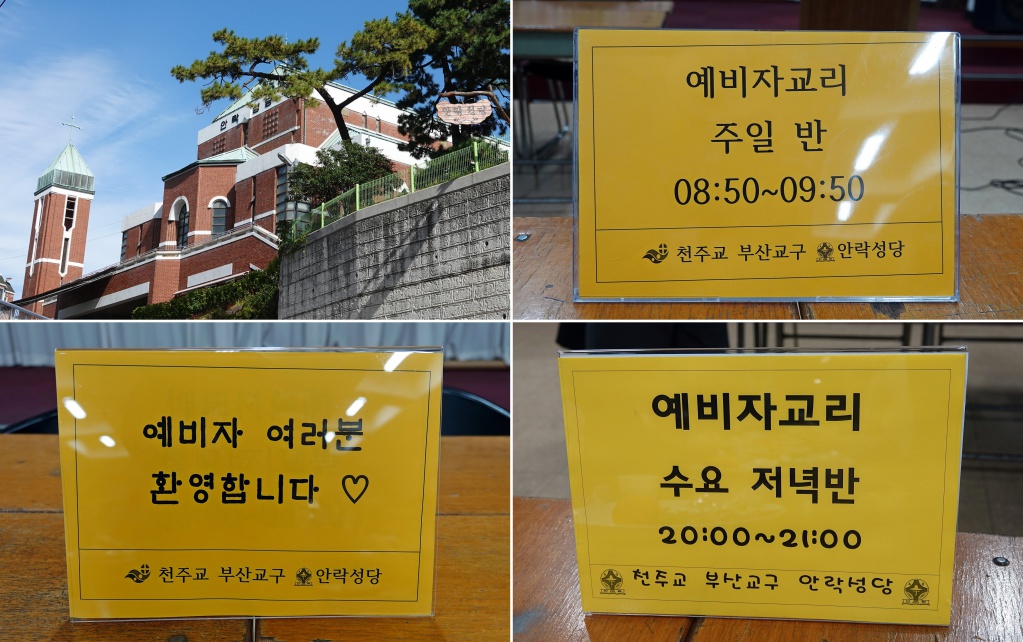 안락
예비자교리
주일 반
08:50~09:50
천주교 부산교구 안락성당
예비자 여러분
환영합니다 ♡
천주교 부산교구 안락성당
예비자교리
수요 저녁반
20:00~21:00
천주교 부산교구 안락성당